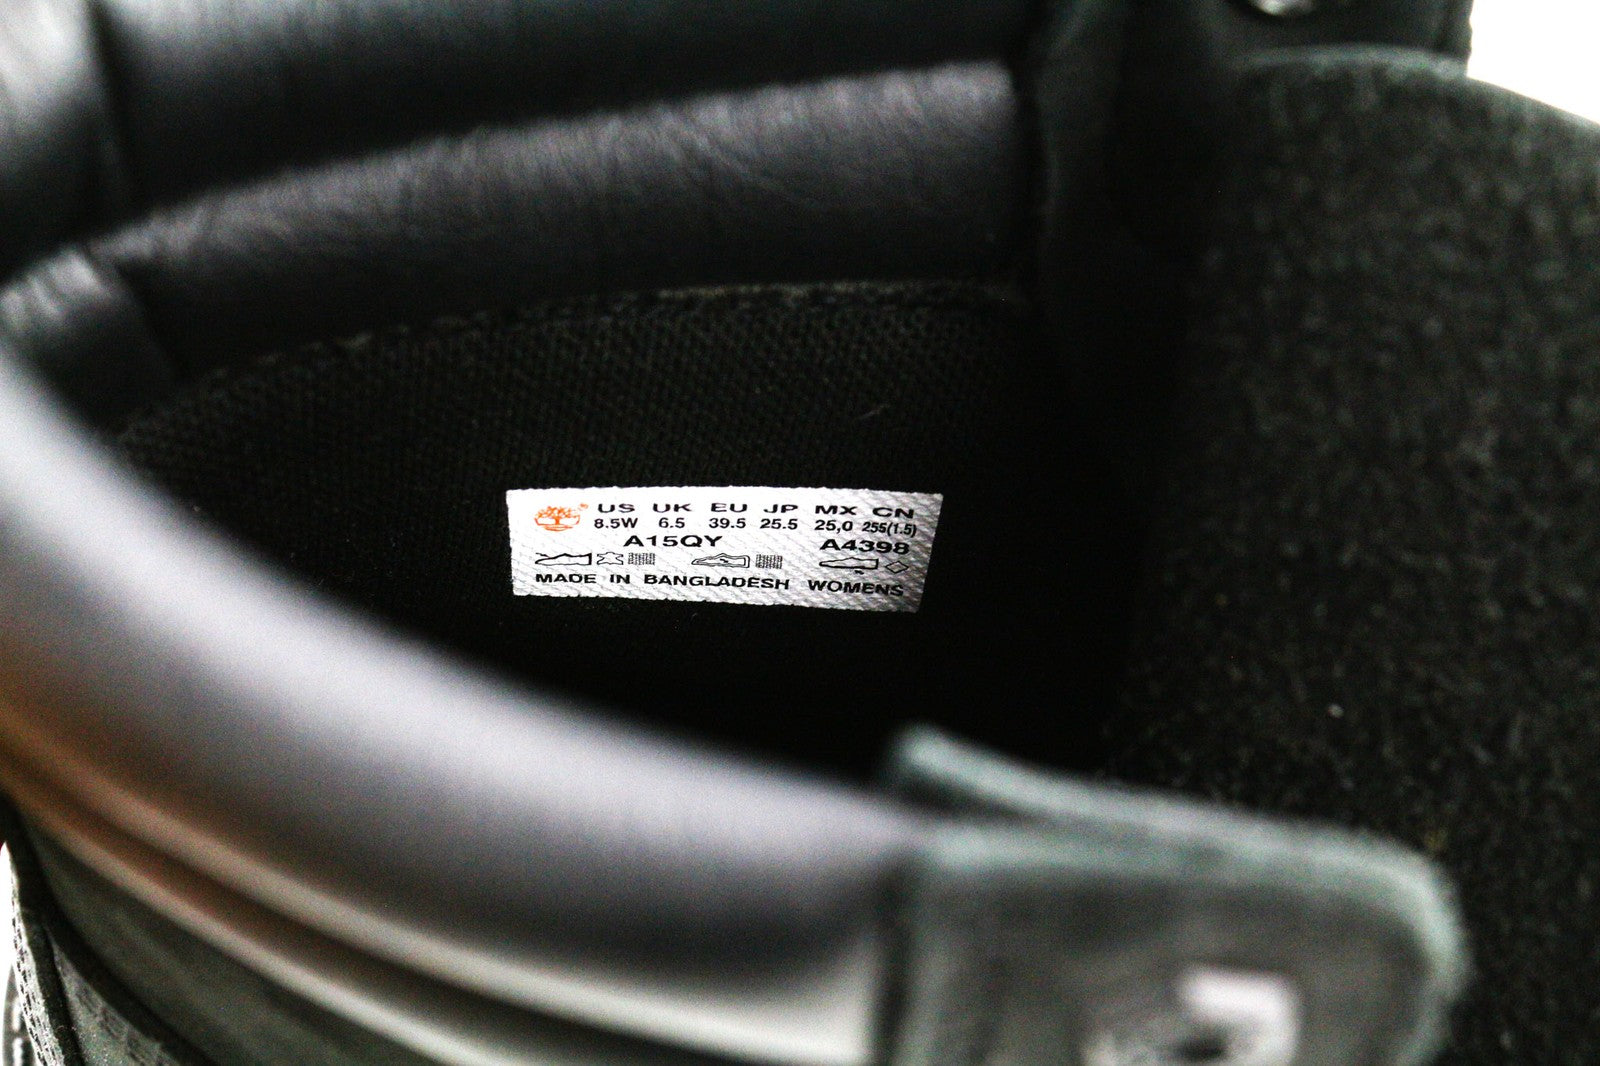 US UK EU JP MX CN
8.5W 6.5 39.5 25.5 25,0 255(1.5)
A15QY A4398
MADE IN BANGLADESH WOMENS